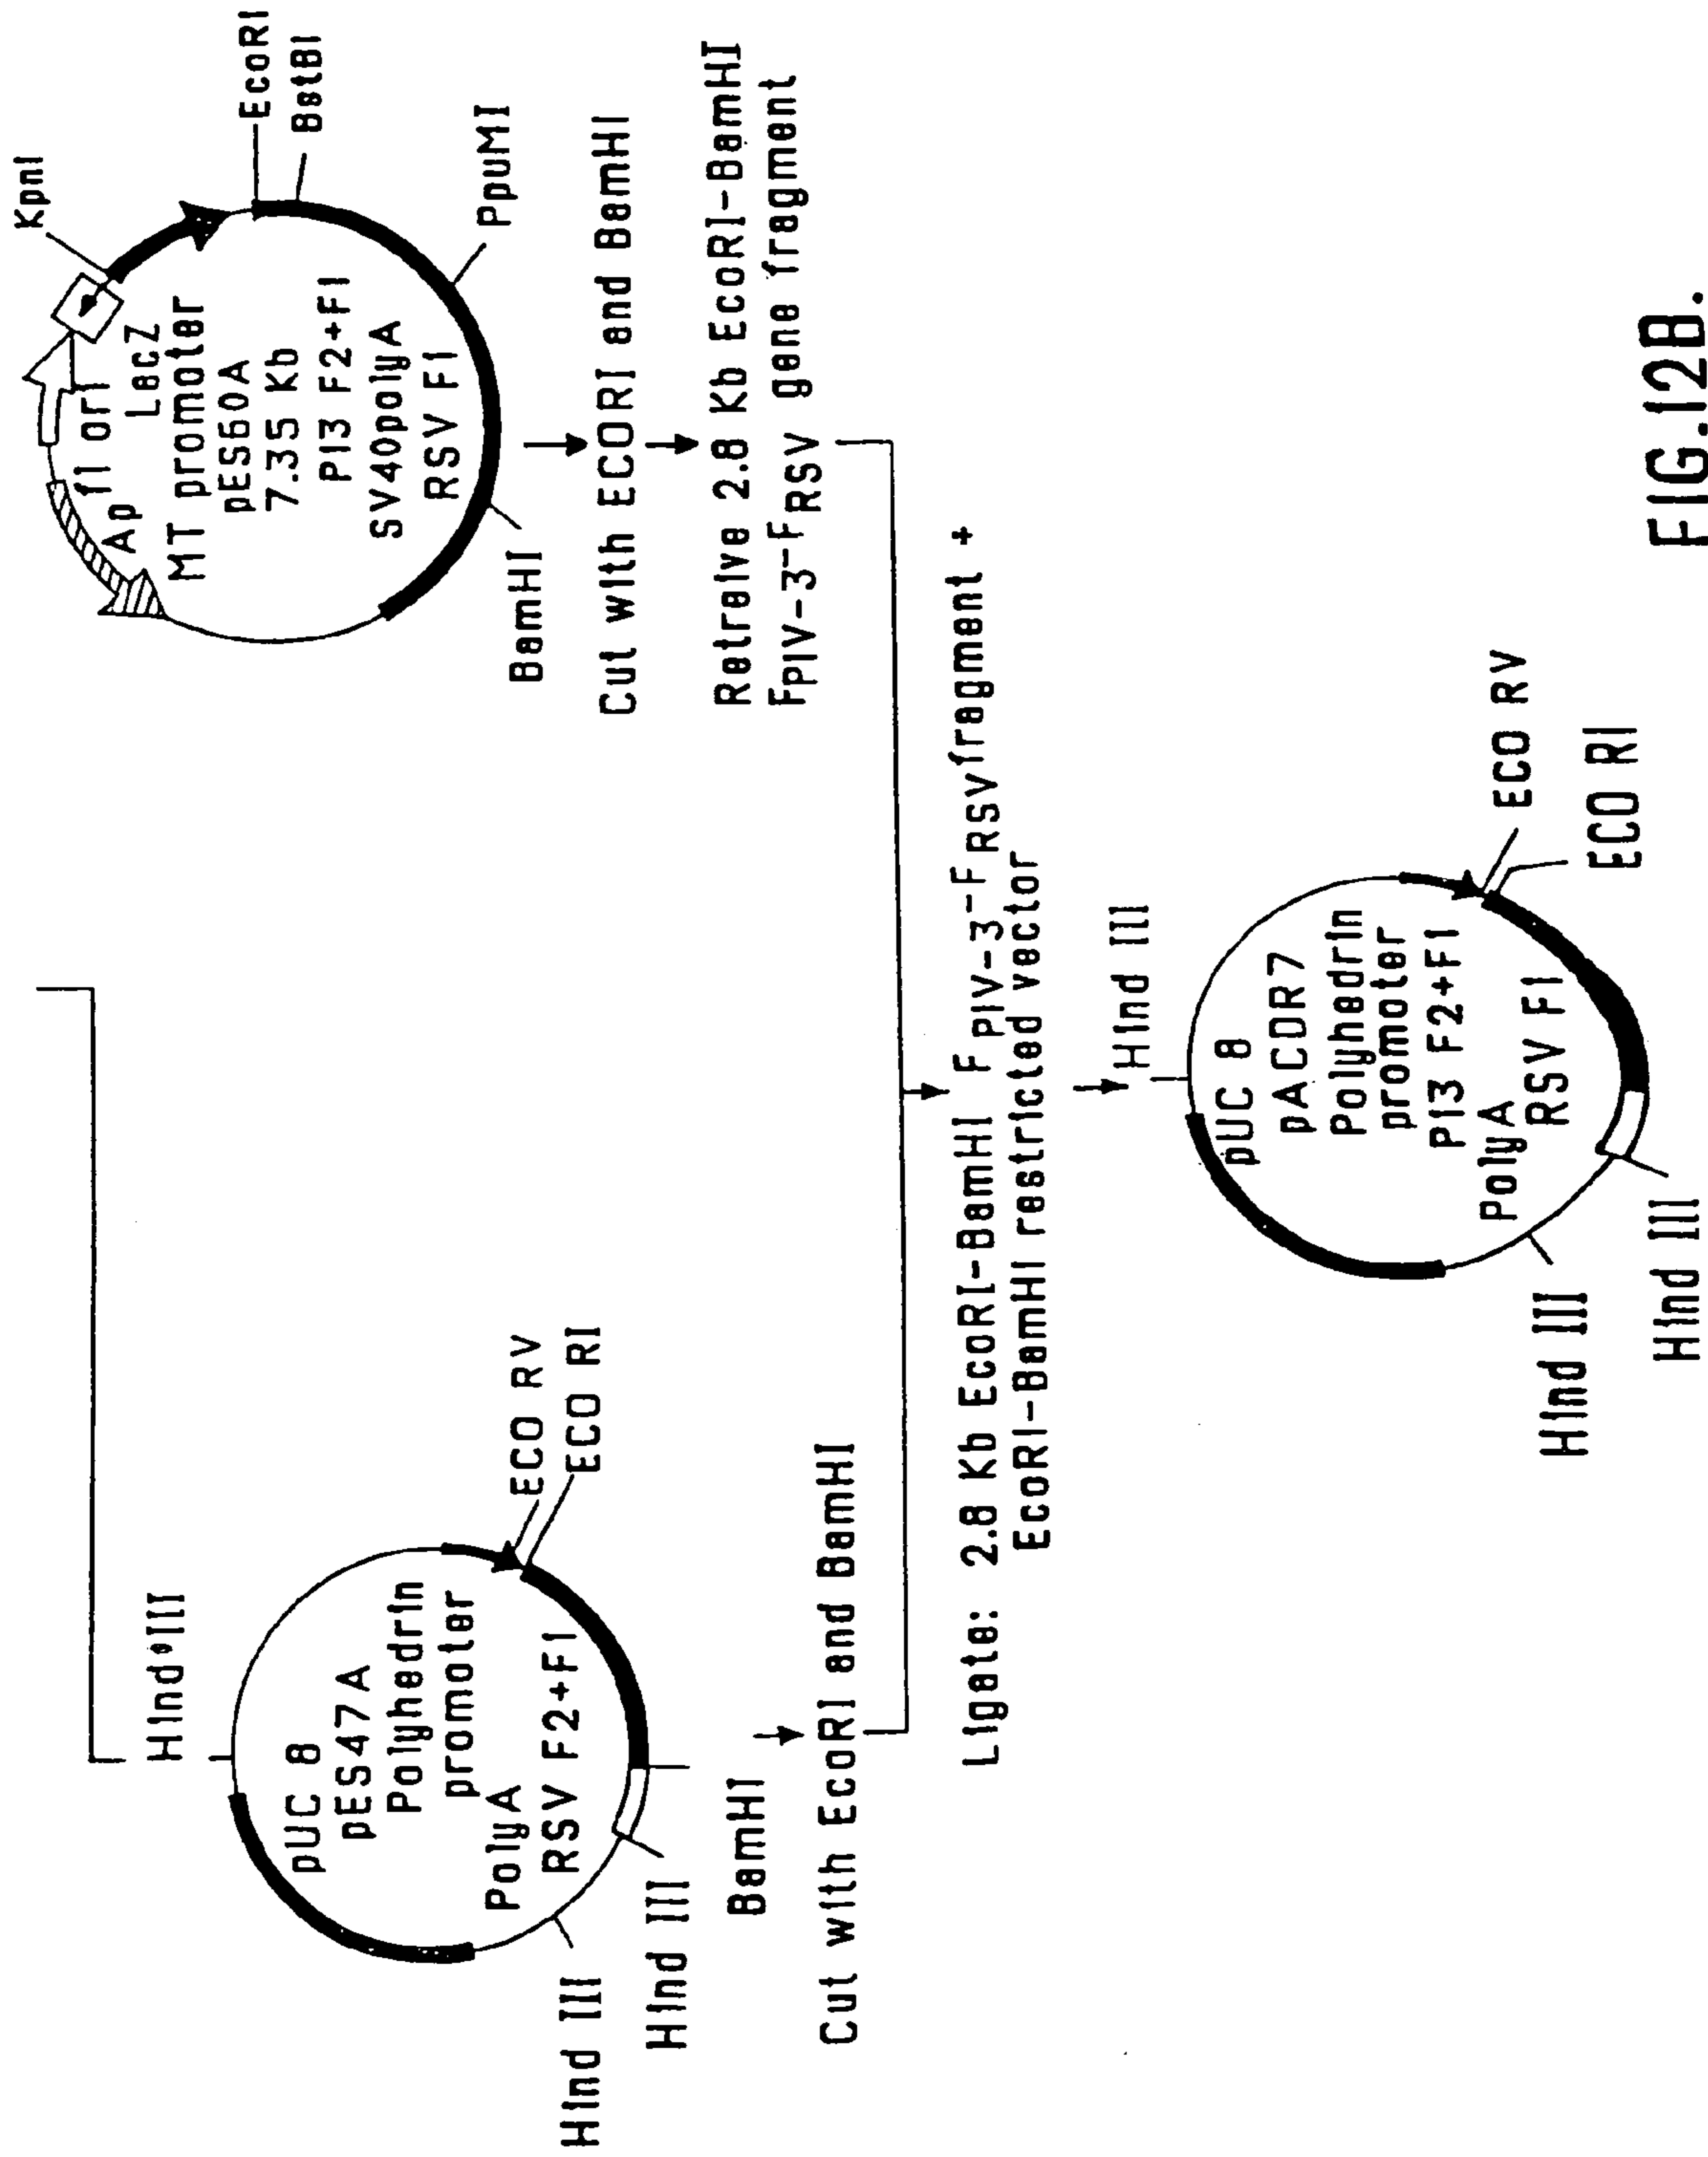 Hind III
pUC 8
pES47A
Polyhedrin
promoter
PolyA
RSV F2+F1
ECO RV
ECO RI
Hind III
Hind III
BamHI
Cut with EcoRI and BamHI
KpnI
EcoRI
BstBI
PpuMI
BamHI
Ap
f1 ori
LacZ
MT promoter
pES60A
7.35 Kb
PI3 F2+F1
SV40polyA
RSV F1
Cut with ECORI and BamHI
Retreive 2.8 Kb EcoRI-BamHI
FPIV-3-FRSV gene fragment
Ligate: 2.8 Kb EcoRI-BamHI F PIV-3-FRSV fragment +
EcoRI-BamHI restricted vector
Hind III
pUC 8
pACDR7
Polyhedrin
promoter
PI3 F2+F1
PolyA
RSV F1
ECO RV
ECO RI
Hind III
Hind III
FIG.12B.